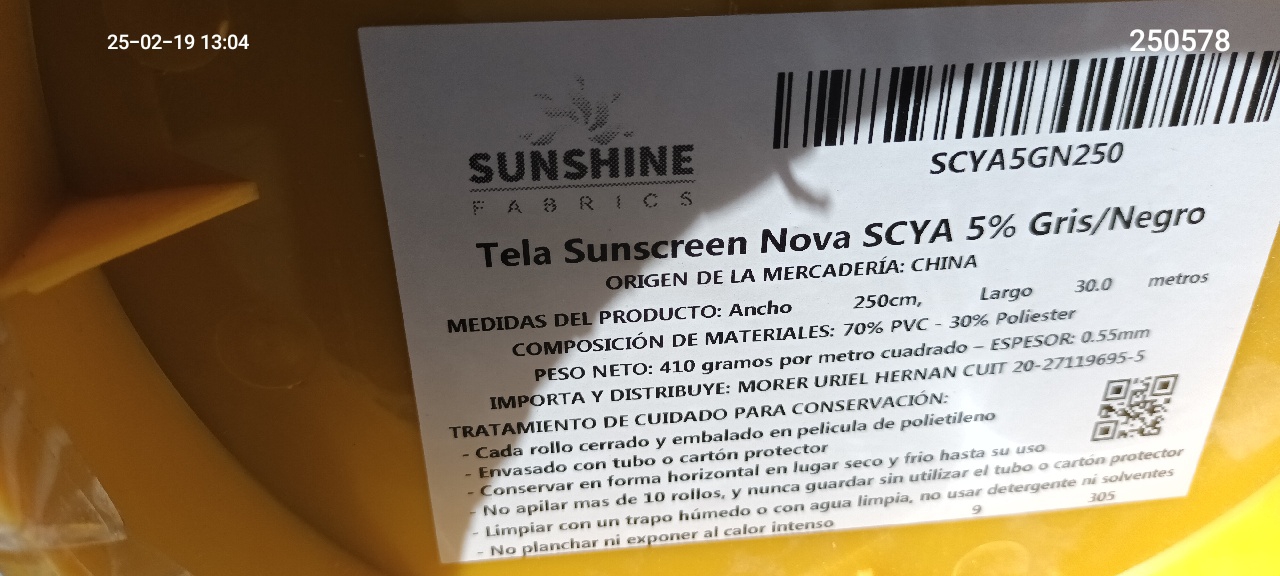 25-02-19 13:04
250578
SCYA5GN250
SUNSHINE
FABRICS
Tela Sunscreen Nova SCYA 5% Gris/Negro
ORIGEN DE LA MERCADERÍA: CHINA
MEDIDAS DEL PRODUCTO: Ancho 250cm, Largo 30.0 metros
COMPOSICIÓN DE MATERIALES: 70% PVC - 30% Poliester
PESO NETO: 410 gramos por metro cuadrado – ESPESOR: 0.55mm
IMPORTA Y DISTRIBUYE: MORER URIEL HERNAN CUIT 20-27119695-5
TRATAMIENTO DE CUIDADO PARA CONSERVACIÓN:
- Cada rollo cerrado y embalado en pelicula de polietileno
- Envasado con tubo o cartón protector
- Conservar en forma horizontal en lugar seco y frio hasta su uso
- No apilar mas de 10 rollos, y nunca guardar sin utilizar el tubo o cartón protector
- Limpiar con un trapo húmedo o con agua limpia, no usar detergente ni solventes
- No planchar ni exponer al calor intenso
9 305